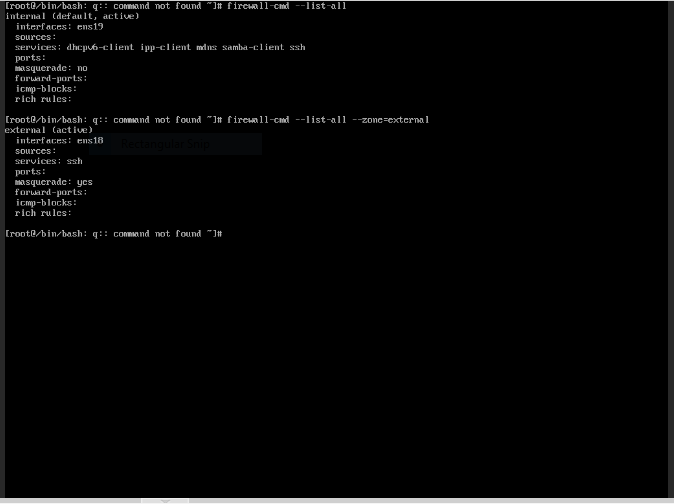 [root@/bin/bash: q:: command not found ~]# firewall-cmd --list-all
internal (default, active)
interfaces: ens19
sources:
services: dhcpv6-client ipp-client mdns samba-client ssh
ports:
masquerade: no
forward-ports:
icmp-blocks:
rich rules:
[root@/bin/bash: q:: command not found ~]# firewall-cmd --list-all --zone=external
external (active)
interfaces: ens18
sources:
services: ssh
ports:
masquerade: yes
forward-ports:
icmp-blocks:
rich rules:
[root@/bin/bash: q:: command not found ~]#
Rectangular Snip